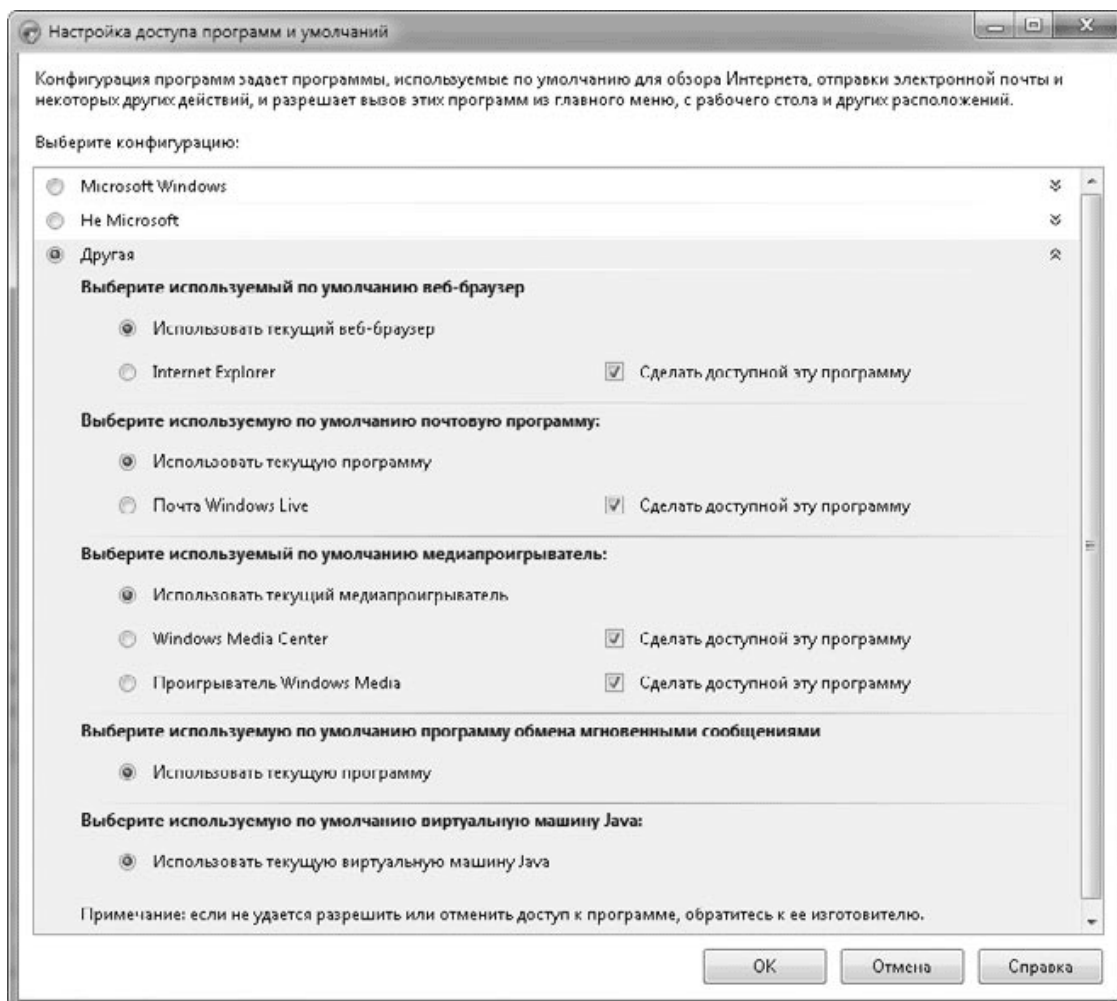 Настройка доступа программ и умолчаний
Конфигурация программ задает программы, используемые по умолчанию для обзора Интернета, отправки электронной почты и
некоторых других действий, и разрешает вызов этих программ из главного меню, с рабочего стола и других расположений.
Выберите конфигурацию:
Microsoft Windows
Не Microsoft
Другая
Выберите используемый по умолчанию веб-браузер
Использовать текущий веб-браузер
Internet Explorer Сделать доступной эту программу
Выберите используемую по умолчанию почтовую программу:
Использовать текущую программу
Почта Windows Live Сделать доступной эту программу
Выберите используемый по умолчанию медиапроигрыватель:
Использовать текущий медиапроигрыватель
Windows Media Center Сделать доступной эту программу
Проигрыватель Windows Media Сделать доступной эту программу
Выберите используемую по умолчанию программу обмена мгновенными сообщениями
Использовать текущую программу
Выберите используемую по умолчанию виртуальную машину Java:
Использовать текущую виртуальную машину Java
Примечание: если не удается разрешить или отменить доступ к программе, обратитесь к ее изготовителю.
ОК Отмена Справка